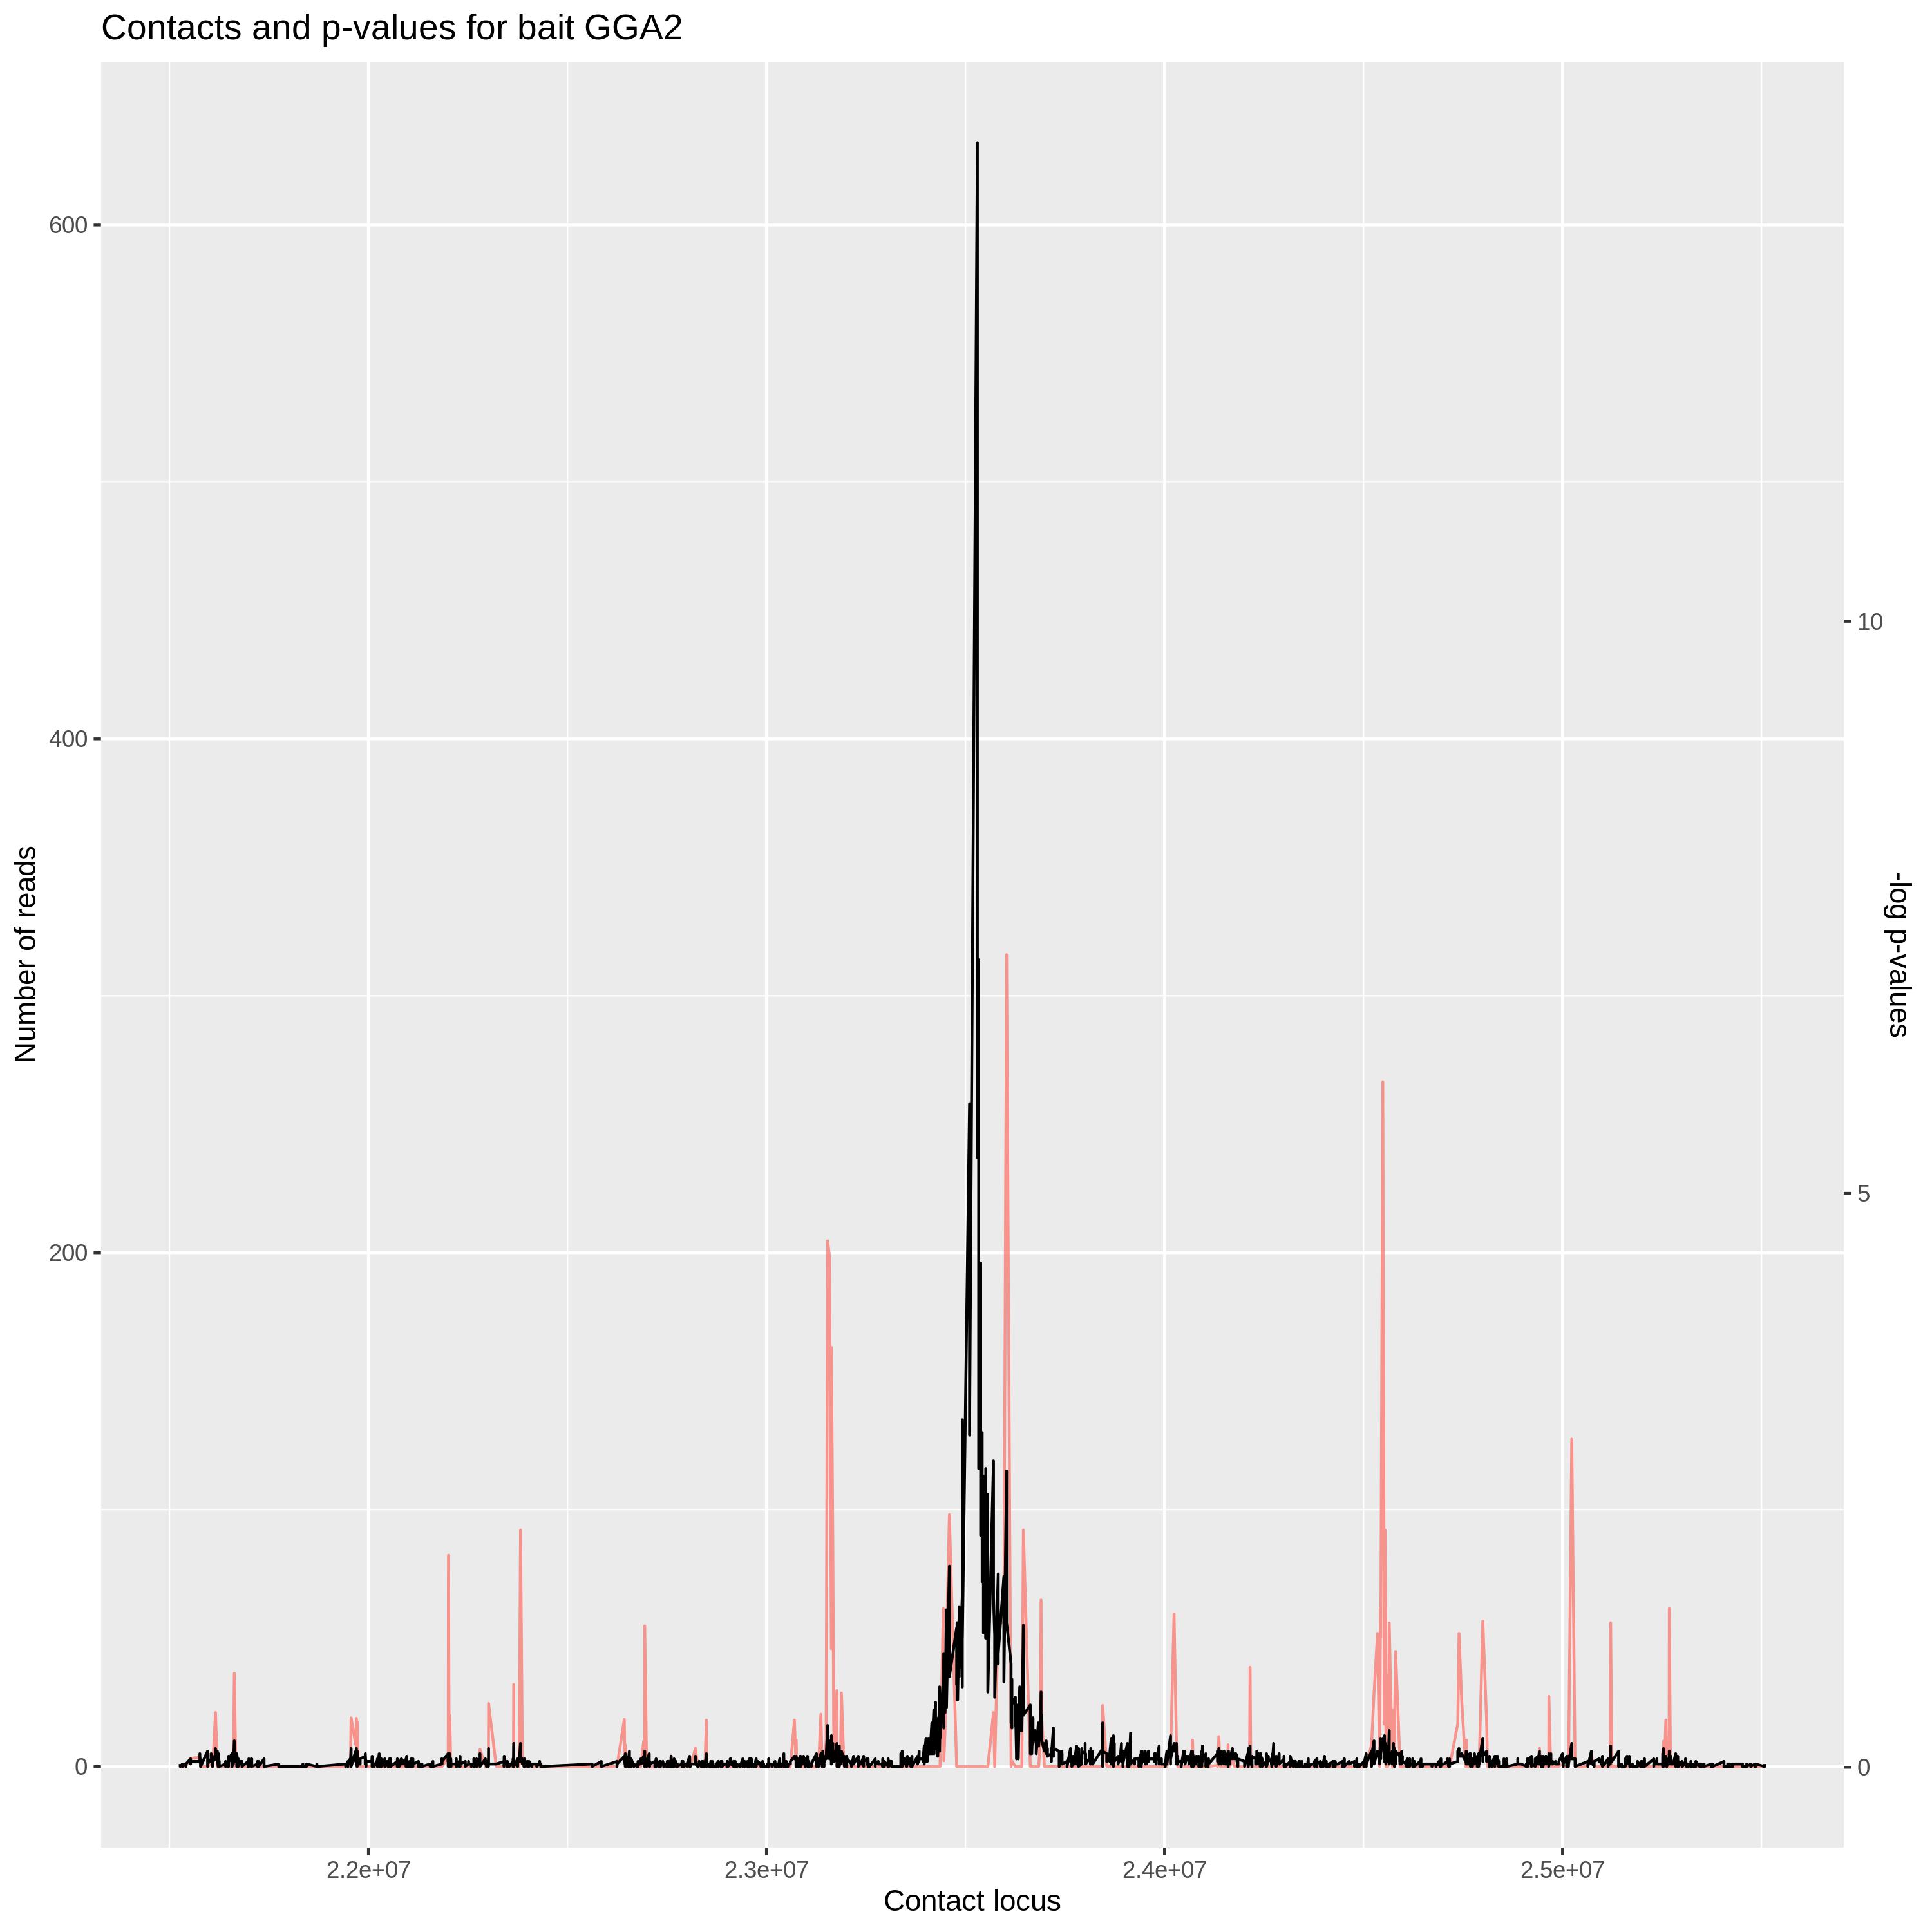 Contacts and p-values for bait GGA2
Number of reads
600
400
200
0
10
5
0
-log p-values
2.2e+07
2.3e+07
2.4e+07
2.5e+07
Contact locus